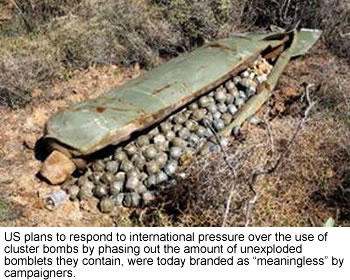 US plans to respond to international pressure over the use of
cluster bombs by phasing out the amount of unexploded
bomblets they contain, were today branded as “meaningless” by
campaigners.